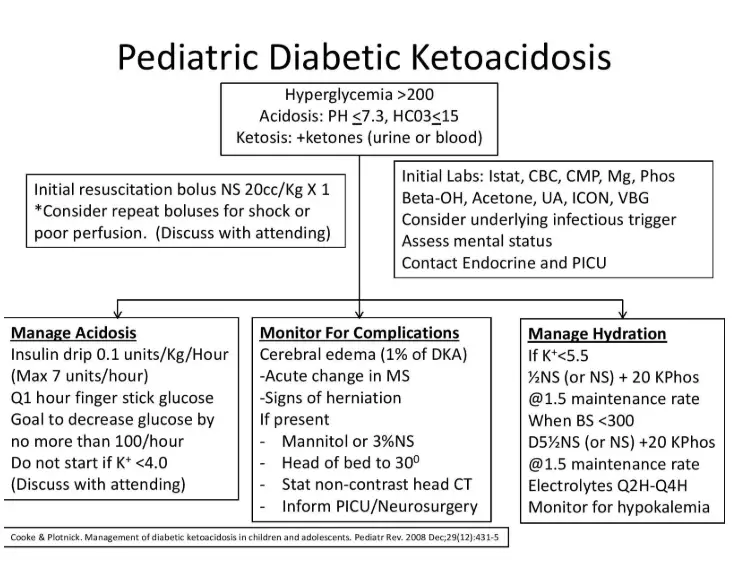 Pediatric Diabetic Ketoacidosis
Hyperglycemia >200
Acidosis: PH <7.3, HC03<15
Ketosis: +ketones (urine or blood)
Initial resuscitation bolus NS 20cc/Kg X 1
*Consider repeat boluses for shock or
poor perfusion. (Discuss with attending)
Initial Labs: Istat, CBC, CMP, Mg, Phos
Beta-OH, Acetone, UA, ICON, VBG
Consider underlying infectious trigger
Assess mental status
Contact Endocrine and PICU
Manage Acidosis
Insulin drip 0.1 units/Kg/Hour
(Max 7 units/hour)
Q1 hour finger stick glucose
Goal to decrease glucose by
no more than 100/hour
Do not start if K⁺ <4.0
(Discuss with attending)
Monitor For Complications
Cerebral edema (1% of DKA)
-Acute change in MS
-Signs of herniation
If present
- Mannitol or 3%NS
- Head of bed to 30⁰
- Stat non-contrast head CT
- Inform PICU/Neurosurgery
Manage Hydration
If K⁺<5.5
½NS (or NS) + 20 KPhos
@1.5 maintenance rate
When BS <300
D5½NS (or NS) +20 KPhos
@1.5 maintenance rate
Electrolytes Q2H-Q4H
Monitor for hypokalemia
Cooke & Plotnick. Management of diabetic ketoacidosis in children and adolescents. Pediatr Rev. 2008 Dec;29(12):431-5